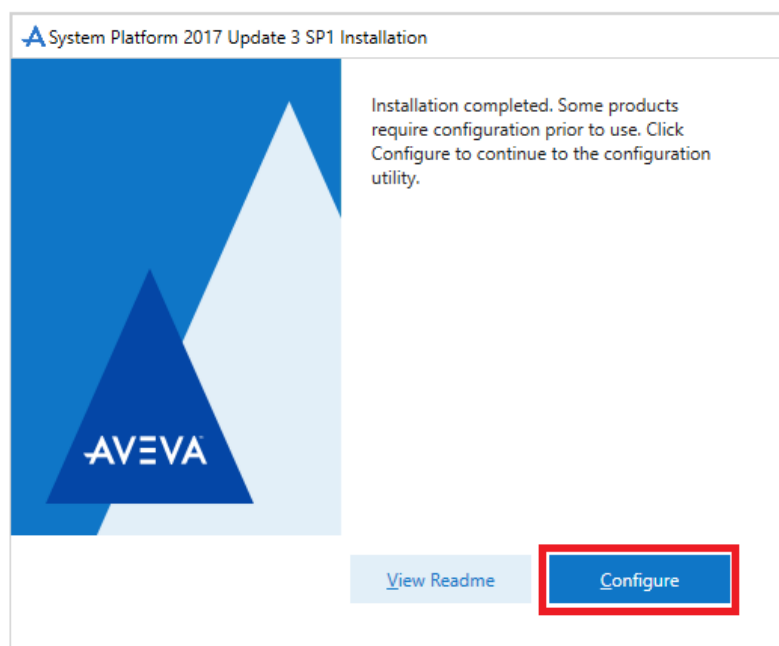 System Platform 2017 Update 3 SP1 Installation
Installation completed. Some products
require configuration prior to use. Click
Configure to continue to the configuration
utility.
AVEVA
View Readme
Configure